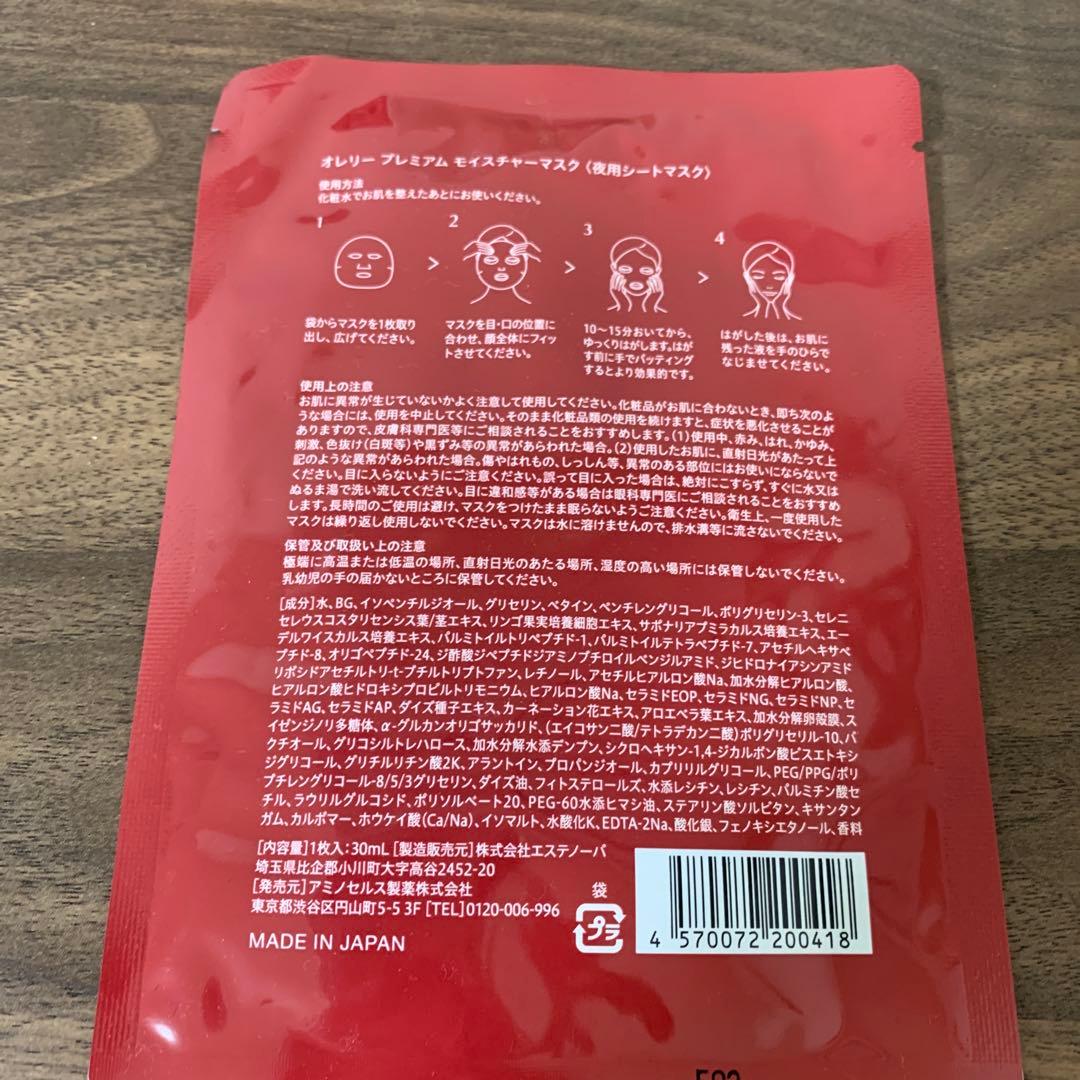 オレリー プレミアム モイスチャーマスク〈夜用シートマスク〉
使用方法
化粧水でお肌を整えたあとにお使いください。
1
2
3
4
袋からマスクを1枚取り
出し、広げてください。
マスクを目・口の位置に
合わせ、顔全体にフィッ
トさせてください。
10〜15分おいてから、
ゆっくりはがします。はが
す前に手でパッティング
するとより効果的です。
はがした後は、お肌に
残った液を手のひらで
なじませてください。
使用上の注意
お肌に異常が生じていないかよく注意して使用してください。化粧品がお肌に合わないとき、即ち次のよ
うな場合には、使用を中止してください。そのまま化粧品類の使用を続けますと、症状を悪化させることが
ありますので、皮膚科専門医等にご相談されることをおすすめします。(1)使用中、赤み、はれ、かゆみ、
刺激、色抜け(白斑等)や黒ずみ等の異常があらわれた場合。(2)使用したお肌に、直射日光があたって上
記のような異常があらわれた場合。傷やはれもの、しっしん等、異常のある部位にはお使いにならないで
ください。目に入らないようにご注意ください。誤って目に入った場合は、絶対にこすらず、すぐに水又は
ぬるま湯で洗い流してください。目に違和感等がある場合は眼科専門医にご相談されることをおすすめ
します。長時間のご使用は避け、マスクをつけたまま眠らないようご注意ください。衛生上、一度使用した
マスクは繰り返し使用しないでください。マスクは水に溶けませんので、排水溝等に流さないでください。
保管及び取扱い上の注意
極端に高温または低温の場所、直射日光のあたる場所、湿度の高い場所には保管しないでください。
乳幼児の手の届かないところに保管してください。
[成分]水、BG、イソペンチルジオール、グリセリン、ベタイン、ペンチレングリコール、ポリグリセリン-3、セレニ
セレウスコスタリセンシス葉/茎エキス、リンゴ果実培養細胞エキス、サボナリアプミラカルス培養エキス、エー
デルワイスカルス培養エキス、パルミトイルトリペプチド-1、パルミトイルテトラペプチド-7、アセチルヘキサペ
プチド-8、オリゴペプチド-24、ジ酢酸ジペプチドジアミノブチロイルベンジルアミド、ジヒドロナイアシンアミド
リボシドアセチルトリ-t-ブチルトリプトファン、レチノール、アセチルヒアルロン酸Na、加水分解ヒアルロン酸、
ヒアルロン酸ヒドロキシプロピルトリモニウム、ヒアルロン酸Na、セラミドEOP、セラミドNG、セラミドNP、セ
ラミドAG、セラミドAP、ダイズ種子エキス、カーネーション花エキス、アロエベラ葉エキス、加水分解卵殻膜、ス
イゼンジノリ多糖体、α-グルカンオリゴサッカリド、(エイコサン二酸/テトラデカン二酸)ポリグリセリル-10、バ
クチオール、グリコシルトレハロース、加水分解水添デンプン、シクロヘキサン-1,4-ジカルボン酸ビスエトキシ
ジグリコール、グリチルリチン酸2K、アラントイン、プロパンジオール、カプリリルグリコール、PEG/PPG/ポリ
ブチレングリコール-8/5/3グリセリン、ダイズ油、フィトステロールズ、水添レシチン、レシチン、パルミチン酸セ
チル、ラウリルグルコシド、ポリソルベート20、PEG-60水添ヒマシ油、ステアリン酸ソルビタン、キサンタン
ガム、カルボマー、ホウケイ酸(Ca/Na)、イソマルト、水酸化K、EDTA-2Na、酸化銀、フェノキシエタノール、香料
[内容量]1枚入:30mL [製造販売元]株式会社エステノーバ
埼玉県比企郡小川町大字高谷2452-20
[発売元]アミノセルス製薬株式会社
東京都渋谷区円山町5-5 3F [TEL]0120-006-996
MADE IN JAPAN
袋
プラ
4 570072 200418